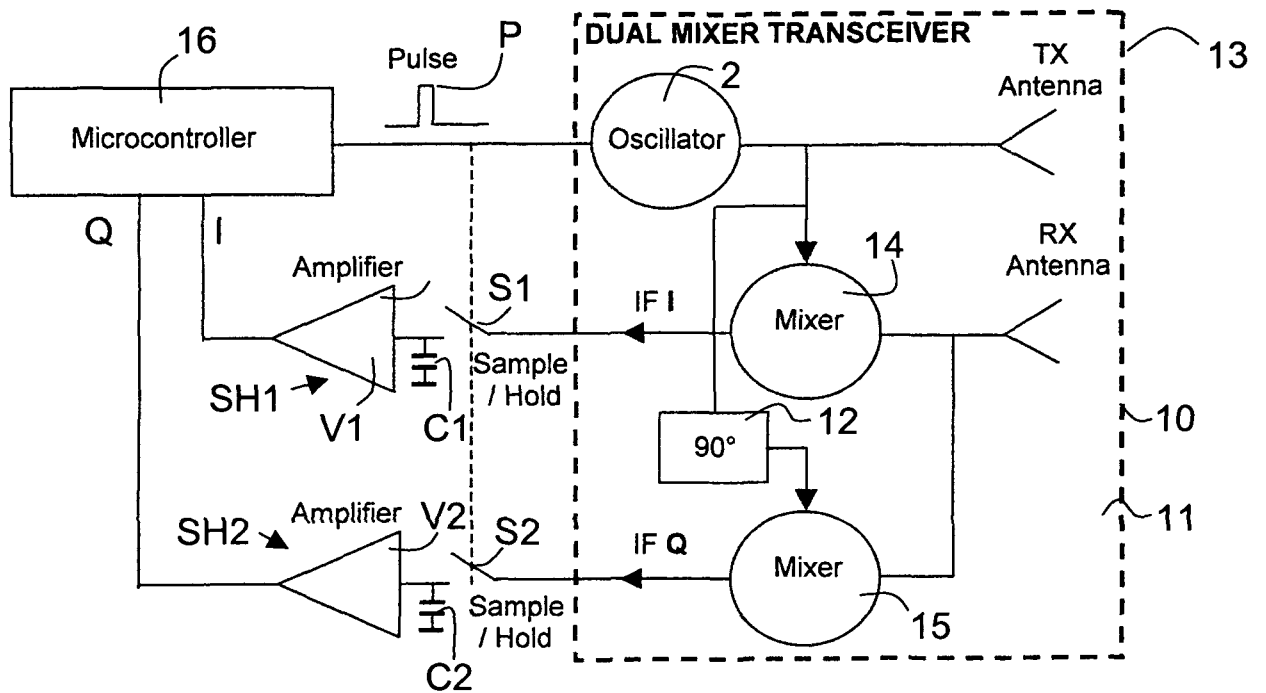 DUAL MIXER TRANSCEIVER
16
P
13
Pulse
2
TX
Antenna
Microcontroller
Oscillator
Q
I
RX
Antenna
14
Amplifier
S1
IF I
Mixer
Sample
/ Hold
SH1
V1
C1
12
10
90°
Amplifier
V2
SH2
S2
IF Q
11
Mixer
Sample
/ Hold
15
C2